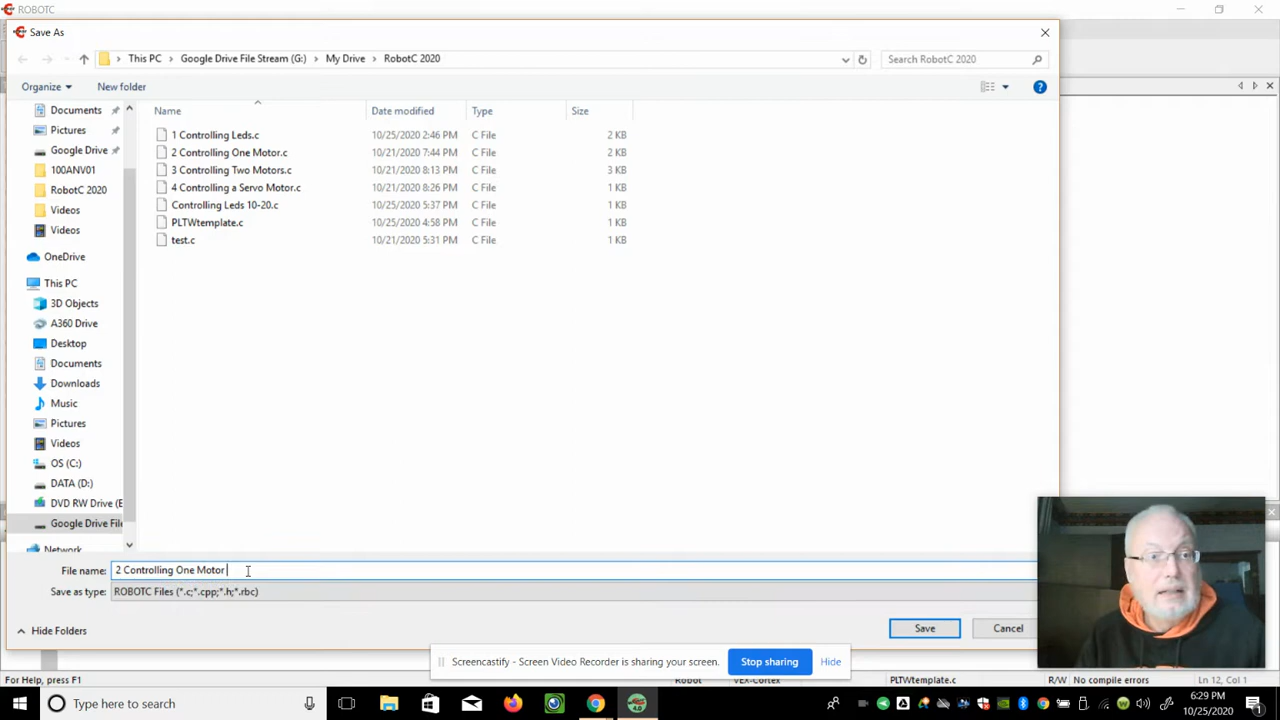 ROBOTC
Save As
This PC > Google Drive File Stream (G:) > My Drive > RobotC 2020
Search RobotC 2020
Organize
New folder
Name Date modified Type Size
Documents
Pictures
Google Drive
100ANV01
RobotC 2020
Videos
Videos
OneDrive
This PC
3D Objects
A360 Drive
Desktop
Documents
Downloads
Music
Pictures
Videos
OS (C:)
DATA (D:)
DVD RW Drive (E
Google Drive File
Network
1 Controlling Leds.c 10/25/2020 2:46 PM C File 2 KB
2 Controlling One Motor.c 10/21/2020 7:44 PM C File 2 KB
3 Controlling Two Motors.c 10/21/2020 8:13 PM C File 3 KB
4 Controlling a Servo Motor.c 10/21/2020 8:26 PM C File 1 KB
Controlling Leds 10-20.c 10/25/2020 5:37 PM C File 1 KB
PLTWtemplate.c 10/25/2020 4:58 PM C File 1 KB
test.c 10/21/2020 5:31 PM C File 1 KB
File name: 2 Controlling One Motor
Save as type: ROBOTC Files (*.c;*.cpp;*.h;*.rbc)
Hide Folders
Save
Cancel
Screencastify - Screen Video Recorder is sharing your screen.
Stop sharing
Hide
For Help, press F1
Robot VEX-Cortex PLTWtemplate.c R/W No compile errors Ln 12, Col 1
Type here to search
4.0
6:29 PM
10/25/2020
1